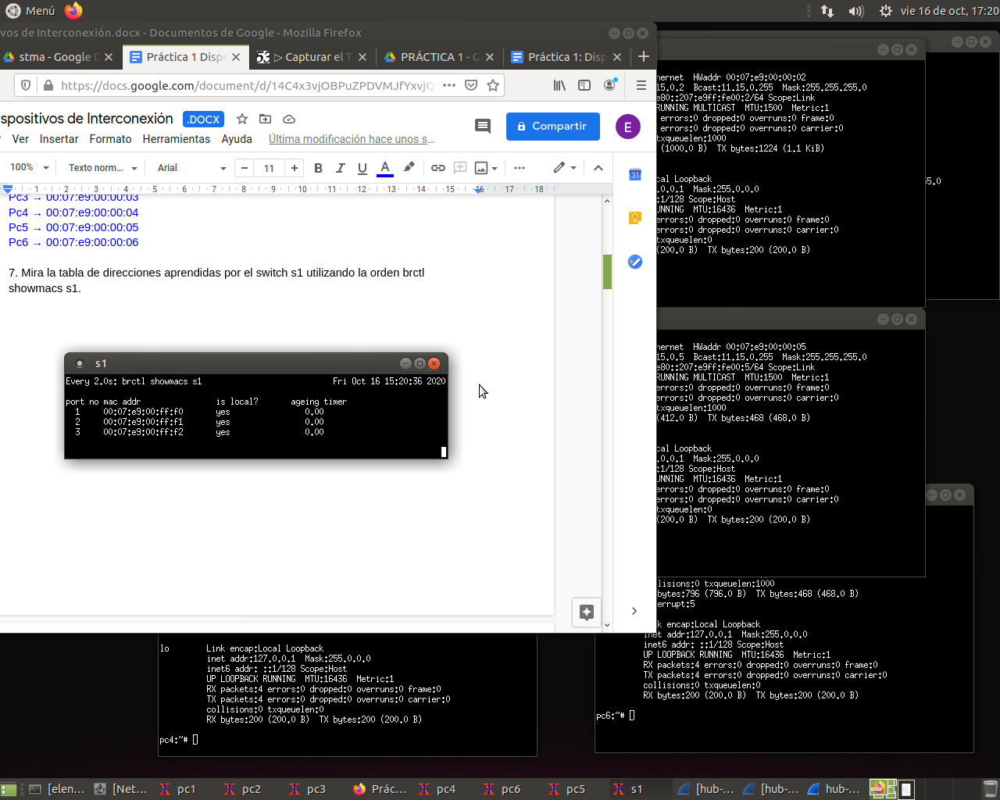 Menú
vie 16 de oct, 17:20
vos de Interconexión.docx - Documentos de Google - Mozilla Firefox
stma - Google D
Práctica 1 Dispo
▷ Capturar el T
PRÁCTICA 1 - G
Práctica 1: Disp
https://docs.google.com/document/d/14C4x3vjOBPuZPDVMJfYxvjQ
spositivos de Interconexión
.DOCX
Compartir
E
Ver Insertar Formato Herramientas Ayuda Última modificación hace unos s...
100% Texto norm... Arial 11 B I U A
1 2 3 4 5 6 7 8 9 10 11 12 13 14 15 16 17 18
31
Pc3 → 00:07:e9:00:00:03
Pc4 → 00:07:e9:00:00:04
Pc5 → 00:07:e9:00:00:05
Pc6 → 00:07:e9:00:00:06
7. Mira la tabla de direcciones aprendidas por el switch s1 utilizando la orden brctl
showmacs s1.
s1
Every 2.0s: brctl showmacs s1 Fri Oct 16 15:20:36 2020
port no mac addr is local? ageing timer
1 00:07:e9:00:ff:f0 yes 0.00
2 00:07:e9:00:ff:f1 yes 0.00
3 00:07:e9:00:ff:f2 yes 0.00
hernet HWaddr 00:07:e9:00:00:02
15.0.2 Bcast:11.15.0.255 Mask:255.255.255.0
e80::207:e9ff:fe00:2/64 Scope:Link
RUNNING MULTICAST MTU:1500 Metric:1
errors:0 dropped:0 overruns:0 frame:0
errors:0 dropped:0 overruns:0 carrier:0
txqueuelen:1000
(1000.0 B) TX bytes:1224 (1.1 KiB)
cal Loopback
.0.0.1 Mask:255.0.0.0
:1/128 Scope:Host
UNNING MTU:16436 Metric:1
errors:0 dropped:0 overruns:0 frame:0
errors:0 dropped:0 overruns:0 carrier:0
txqueuelen:0
(200.0 B) TX bytes:200 (200.0 B)
55.0
hernet HWaddr 00:07:e9:00:00:05
15.0.5 Bcast:11.15.0.255 Mask:255.255.255.0
e80::207:e9ff:fe00:5/64 Scope:Link
RUNNING MULTICAST MTU:1500 Metric:1
errors:0 dropped:0 overruns:0 frame:0
errors:0 dropped:0 overruns:0 carrier:0
txqueuelen:1000
(412.0 B) TX bytes:468 (468.0 B)
cal Loopback
.0.0.1 Mask:255.0.0.0
:1/128 Scope:Host
UNNING MTU:16436 Metric:1
errors:0 dropped:0 overruns:0 frame:0
errors:0 dropped:0 overruns:0 carrier:0
txqueuelen:0
(200.0 B) TX bytes:200 (200.0 B)
llisions:0 txqueuelen:1000
bytes:796 (796.0 B) TX bytes:468 (468.0 B)
errupt:5
k encap:Local Loopback
inet addr:127.0.0.1 Mask:255.0.0.0
inet6 addr: ::1/128 Scope:Host
UP LOOPBACK RUNNING MTU:16436 Metric:1
RX packets:4 errors:0 dropped:0 overruns:0 frame:0
TX packets:4 errors:0 dropped:0 overruns:0 carrier:0
collisions:0 txqueuelen:0
RX bytes:200 (200.0 B) TX bytes:200 (200.0 B)
pc6:~#
lo Link encap:Local Loopback
inet addr:127.0.0.1 Mask:255.0.0.0
inet6 addr: ::1/128 Scope:Host
UP LOOPBACK RUNNING MTU:16436 Metric:1
RX packets:4 errors:0 dropped:0 overruns:0 frame:0
TX packets:4 errors:0 dropped:0 overruns:0 carrier:0
collisions:0 txqueuelen:0
RX bytes:200 (200.0 B) TX bytes:200 (200.0 B)
pc4:~#
[elen... [Net... pc1 pc2 pc3 Prác... pc4 pc6 pc5 s1 [hub-... [hub-... hub-...